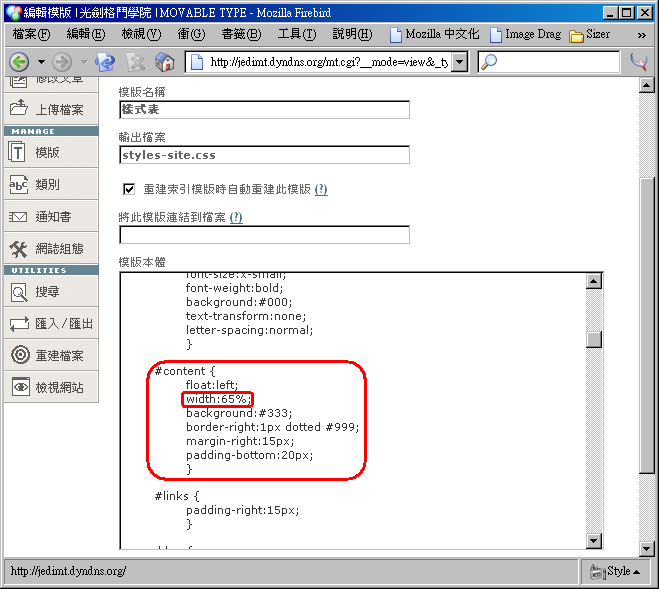 編輯模版 | 光劍格鬥學院 | MOVABLE TYPE - Mozilla Firebird
檔案(F) 編輯(E) 檢視(V) 衝(G) 書籤(B) 工具(T) 說明(H) Mozilla 中文化 Image Drag Sizer »
http://jedimt.dyndns.org/mt.cgi?__mode=view&_ty
修改文章
上傳檔案
MANAGE
模版
類別
通知書
網誌組態
UTILITIES
搜尋
匯入/匯出
重建檔案
檢視網站
模版名稱
樣式表
輸出檔案
styles-site.css
重建索引模版時自動重建此模版 (?)
將此模版連結到檔案 (?)
模版本體
font-size:x-small;
font-weight:bold;
background:#000;
text-transform:none;
letter-spacing:normal;
}
#content {
float:left;
width:65%;
background:#333;
border-right:1px dotted #999;
margin-right:15px;
padding-bottom:20px;
}
#links {
padding-right:15px;
}
http://jedimt.dyndns.org/
Style